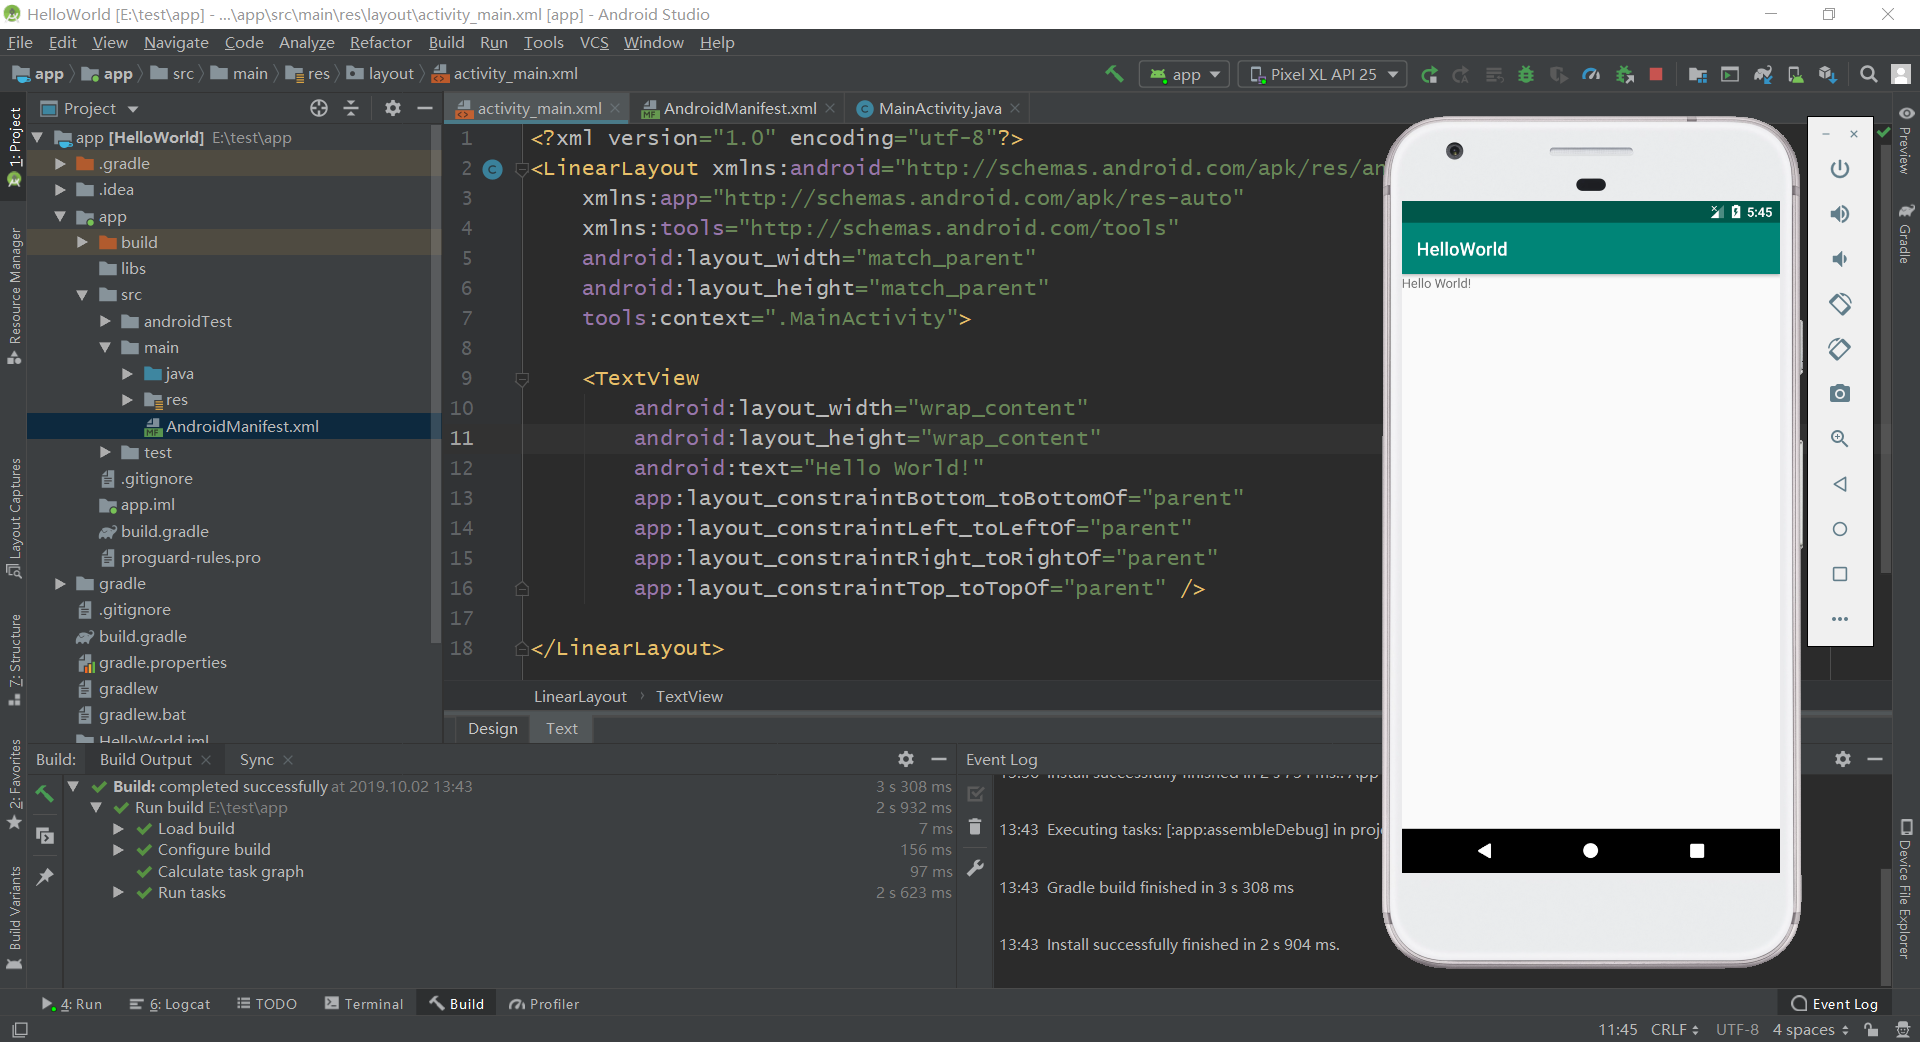 HelloWorld [E:\test\app] - ...\app\src\main\res\layout\activity_main.xml [app] - Android Studio
File Edit View Navigate Code Analyze Refactor Build Run Tools VCS Window Help
app app src main res layout activity_main.xml
app Pixel XL API 25
Project
activity_main.xml AndroidManifest.xml MainActivity.java
1: Project
Resource Manager
Layout Captures
7: Structure
2: Favorites
Build Variants
app [HelloWorld] E:\test\app
.gradle
.idea
app
build
libs
src
androidTest
main
java
res
AndroidManifest.xml
test
.gitignore
app.iml
build.gradle
proguard-rules.pro
gradle
.gitignore
build.gradle
gradle.properties
gradlew
gradlew.bat
HelloWorld.iml
1 <?xml version="1.0" encoding="utf-8"?>
2 <LinearLayout xmlns:android="http://schemas.android.com/apk/res/an
3 xmlns:app="http://schemas.android.com/apk/res-auto"
4 xmlns:tools="http://schemas.android.com/tools"
5 android:layout_width="match_parent"
6 android:layout_height="match_parent"
7 tools:context=".MainActivity">
8
9 <TextView
10 android:layout_width="wrap_content"
11 android:layout_height="wrap_content"
12 android:text="Hello World!"
13 app:layout_constraintBottom_toBottomOf="parent"
14 app:layout_constraintLeft_toLeftOf="parent"
15 app:layout_constraintRight_toRightOf="parent"
16 app:layout_constraintTop_toTopOf="parent" />
17
18 </LinearLayout>
LinearLayout TextView
Design Text
5:45
HelloWorld
Hello World!
Preview
Gradle
Device File Explorer
Build: Build Output Sync
Build: completed successfully at 2019.10.02 13:43 3 s 308 ms
Run build E:\test\app 2 s 932 ms
Load build 7 ms
Configure build 156 ms
Calculate task graph 97 ms
Run tasks 2 s 623 ms
Event Log
Install successfully finished in 2 s 754 ms.: App
13:43 Executing tasks: [:app:assembleDebug] in proje
13:43 Gradle build finished in 3 s 308 ms
13:43 Install successfully finished in 2 s 904 ms.
4: Run 6: Logcat TODO Terminal Build Profiler Event Log
11:45 CRLF UTF-8 4 spaces